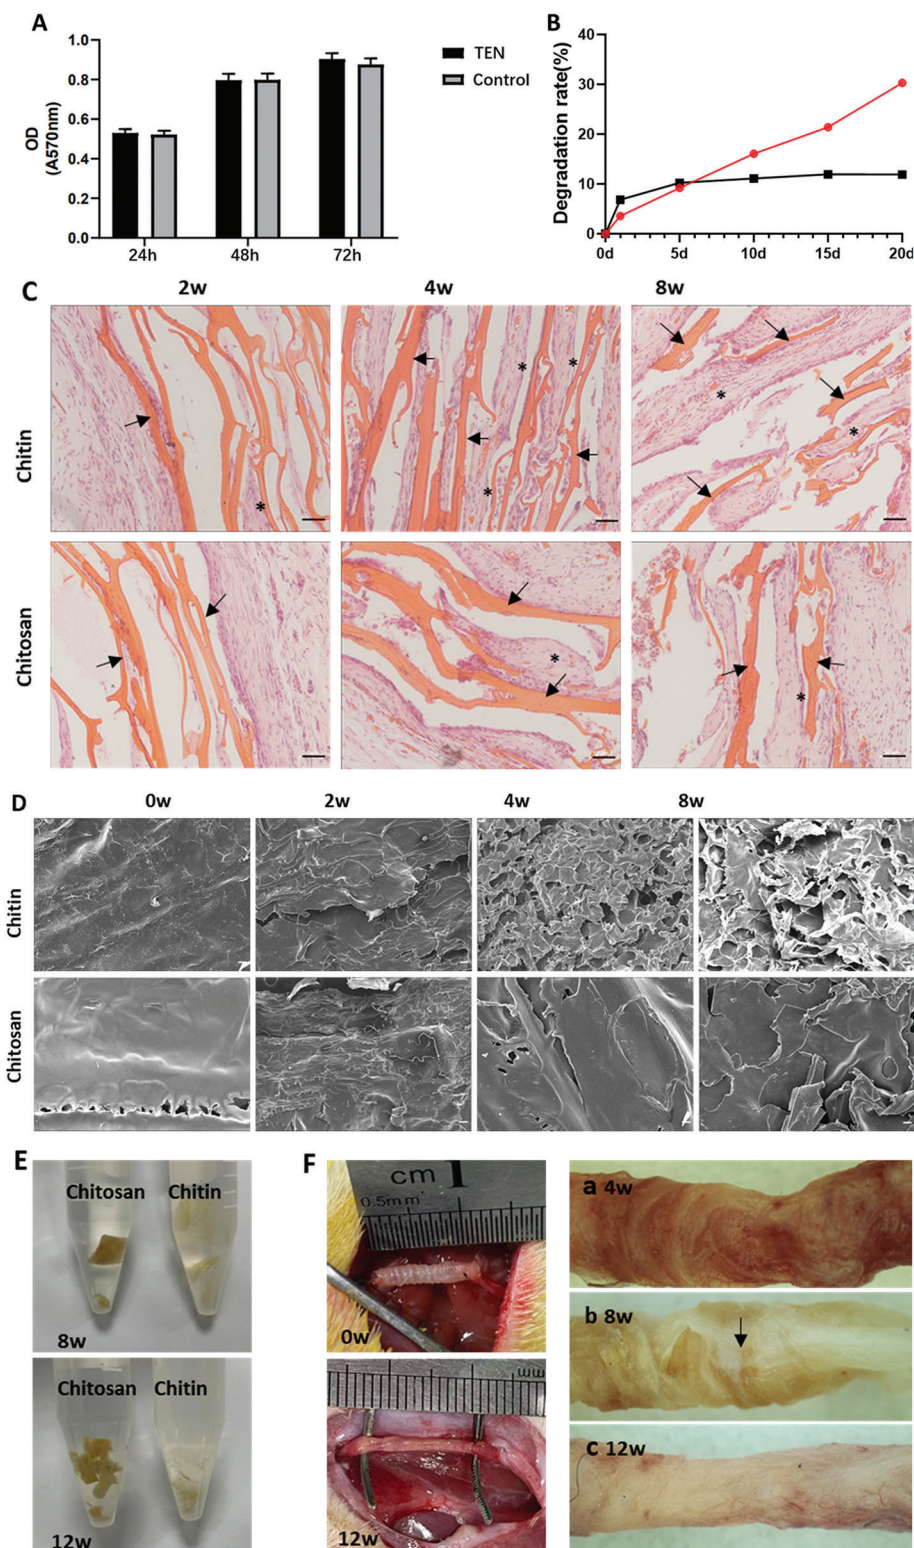 A
1.0
0.8
0.6
0.4
0.2
0.0
OD
(A570nm)
24h
48h
72h
TEN
Control
B
40
30
20
10
0
Degradation rate(%)
0d
5d
10d
15d
20d
C
2w
4w
8w
Chitin
*
*
*
*
*
*
Chitosan
*
*
D
0w
2w
4w
8w
Chitin
Chitosan
E
Chitosan
Chitin
8w
Chitosan
Chitin
12w
F
cm 1
0.5mm
0w
mm
12w
a 4w
b 8w
c 12w